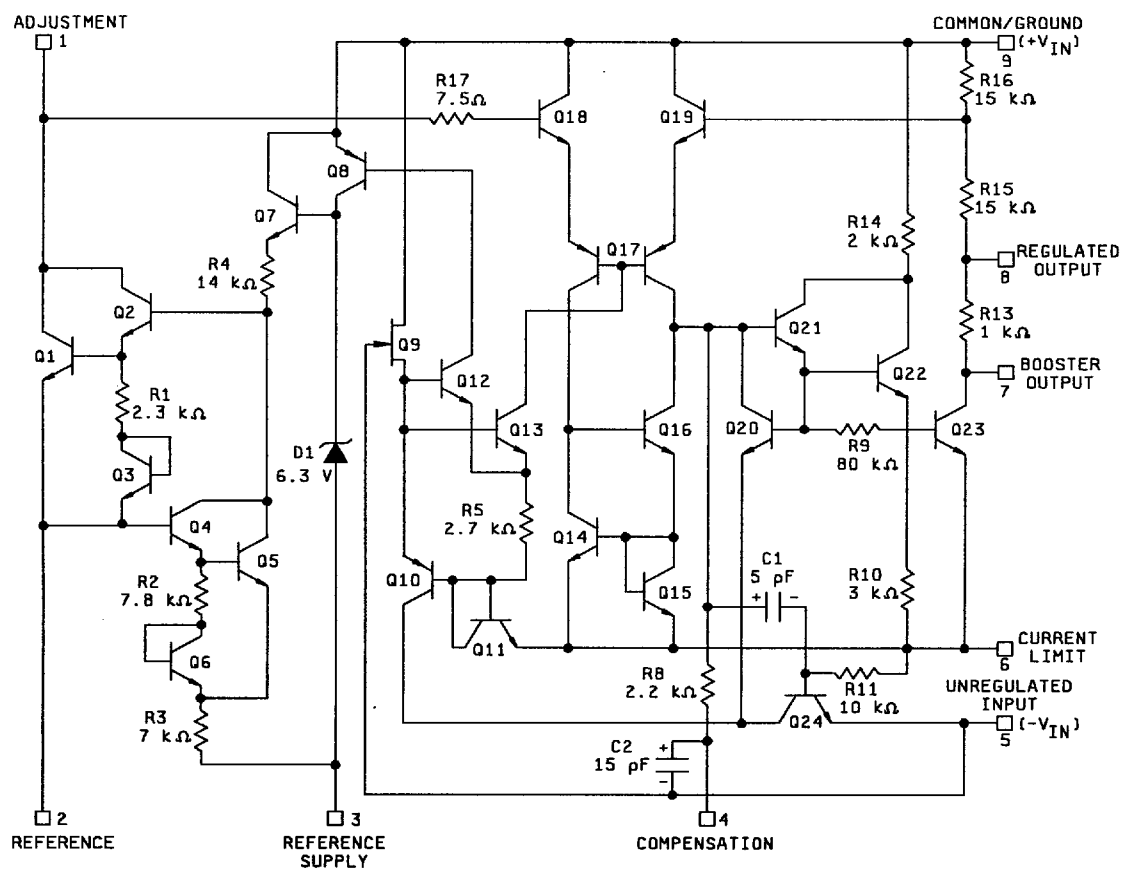 ADJUSTMENT
1
COMMON/GROUND
(+VIN)
9
R17
7.5Ω
R16
15 kΩ
Q18
Q19
Q8
Q7
R15
15 kΩ
R14
2 kΩ
Q17
R4
14 kΩ
8
REGULATED
OUTPUT
Q2
R13
1 kΩ
Q1
Q9
Q21
Q12
Q22
7
BOOSTER
OUTPUT
R1
2.3 kΩ
Q13
Q16
Q20
Q23
R9
80 kΩ
D1
6.3 V
Q3
Q4
R5
2.7 kΩ
Q14
Q5
C1
5 pF
+
-
Q10
Q15
R10
3 kΩ
R2
7.8 kΩ
Q6
Q11
6
CURRENT
LIMIT
R8
2.2 kΩ
R11
10 kΩ
UNREGULATED
INPUT
(-VIN)
5
Q24
R3
7 kΩ
C2
15 pF
+
-
2
REFERENCE
3
REFERENCE
SUPPLY
4
COMPENSATION